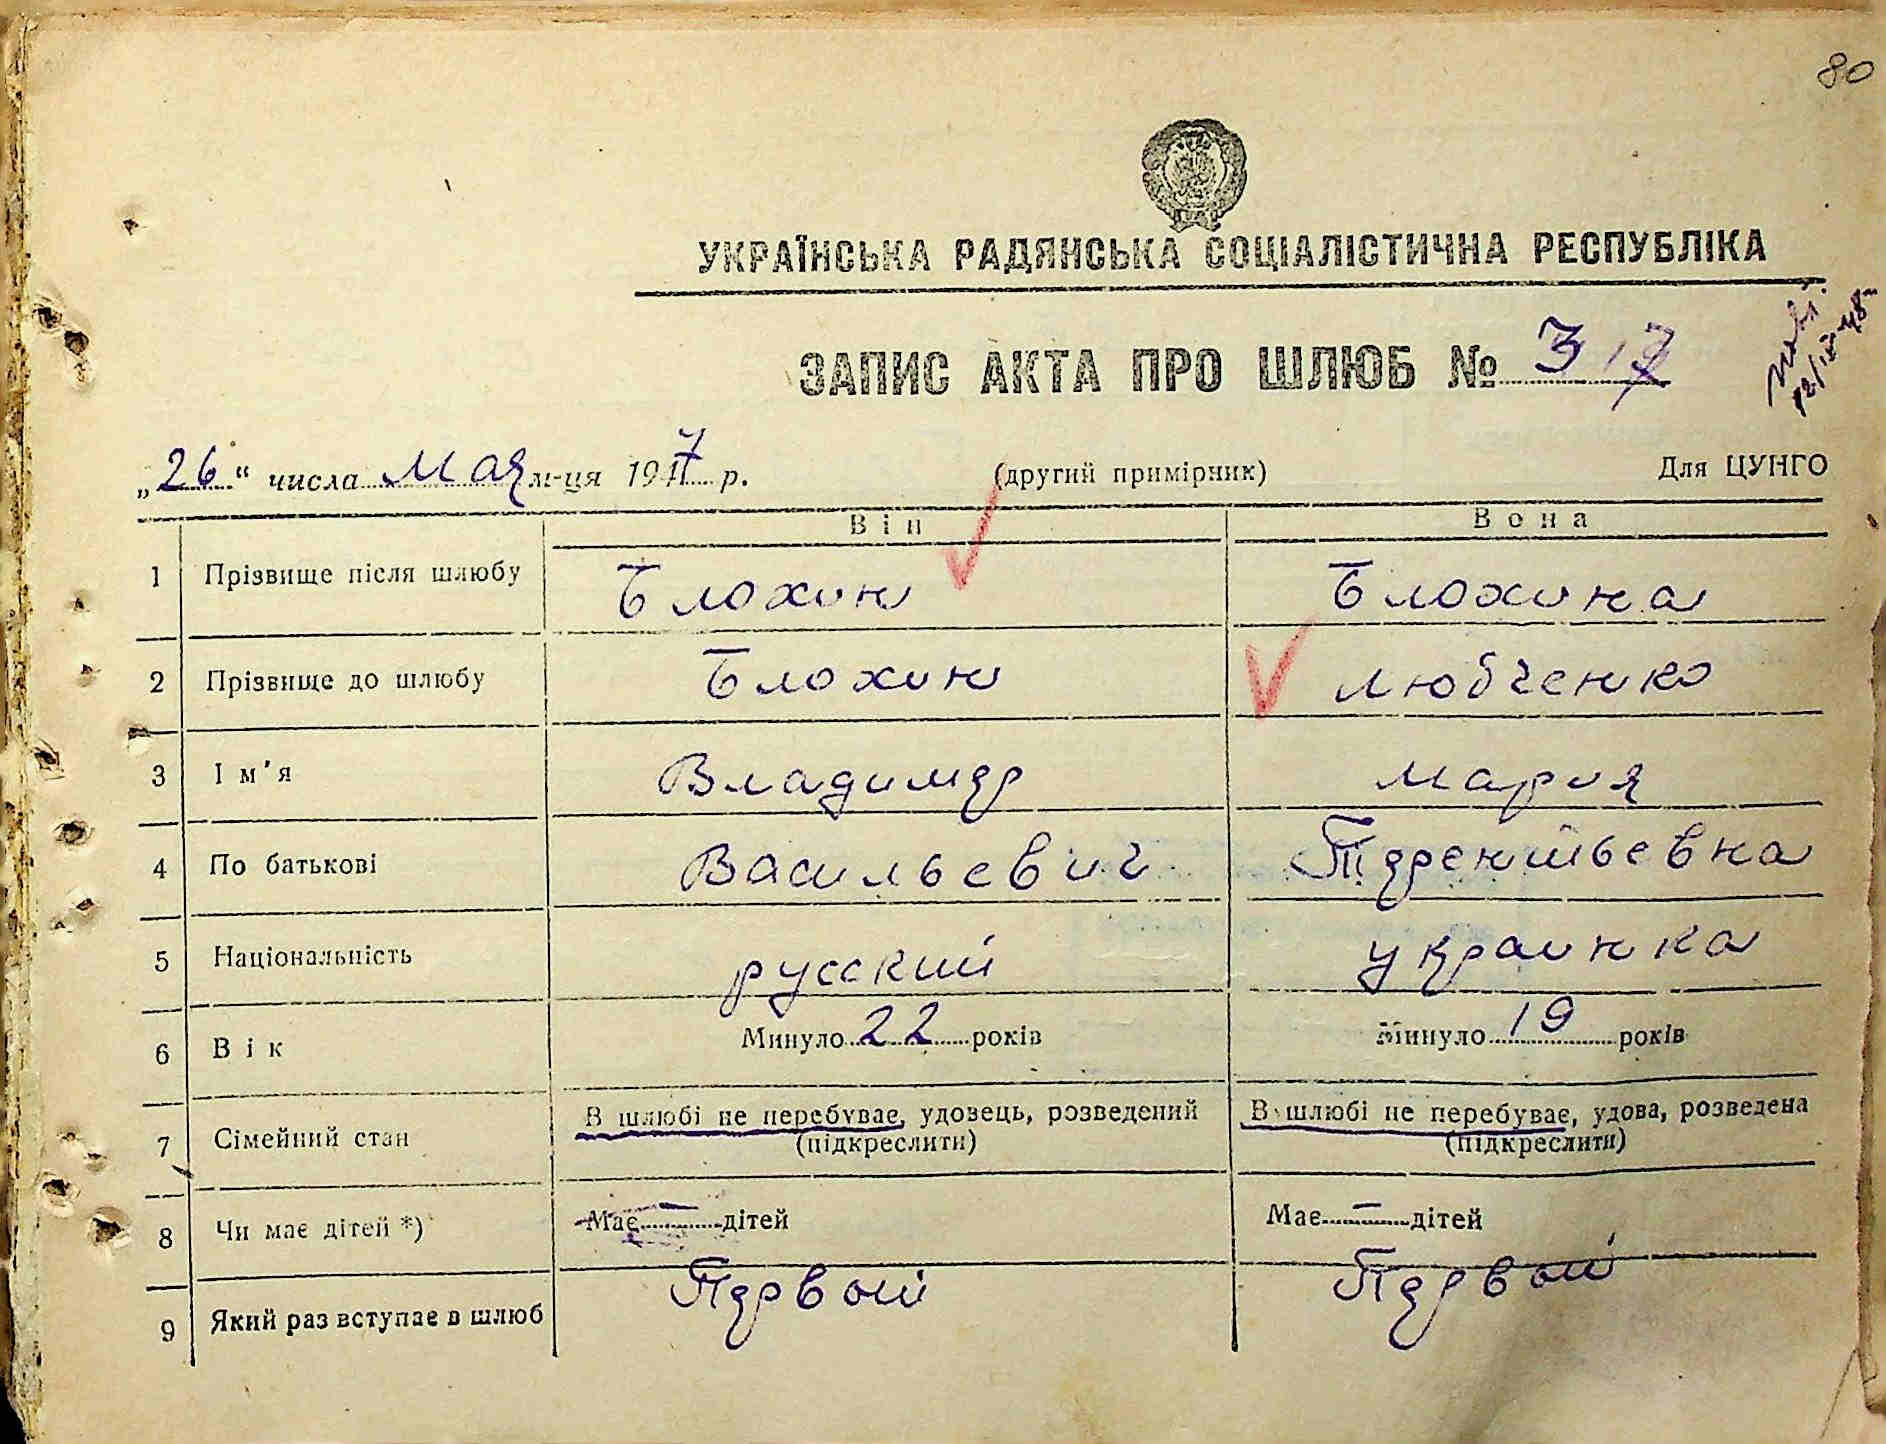 80
УКРАЇНСЬКА РАДЯНСЬКА СОЦІАЛІСТИЧНА РЕСПУБЛІКА
ЗАПИС АКТА ПРО ШЛЮБ № 317
„26“ числа Мая м-ця 1947 р. (другий примірник) Для ЦУНГО
Він Вона
1 Прізвище після шлюбу Блохин Блохина
2 Прізвище до шлюбу Блохин Любченко
3 Ім'я Владимир Мария
4 По батькові Васильевич Терентьевна
5 Національність русский украинка
6 Вік Минуло 22 років Минуло 19 років
7 Сімейний стан В шлюбі не перебуває, удовець, розведений В шлюбі не перебуває, удова, розведена
(підкреслити) (підкреслити)
8 Чи має дітей *) Має — дітей Має — дітей
9 Який раз вступає в шлюб Первый Первый